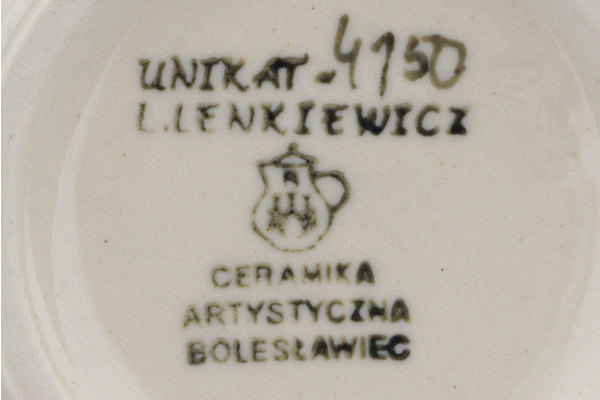 UNIKAT-4150
L.LENKIEWICZ
CERAMIKA
ARTYSTYCZNA
BOLESŁAWIEC